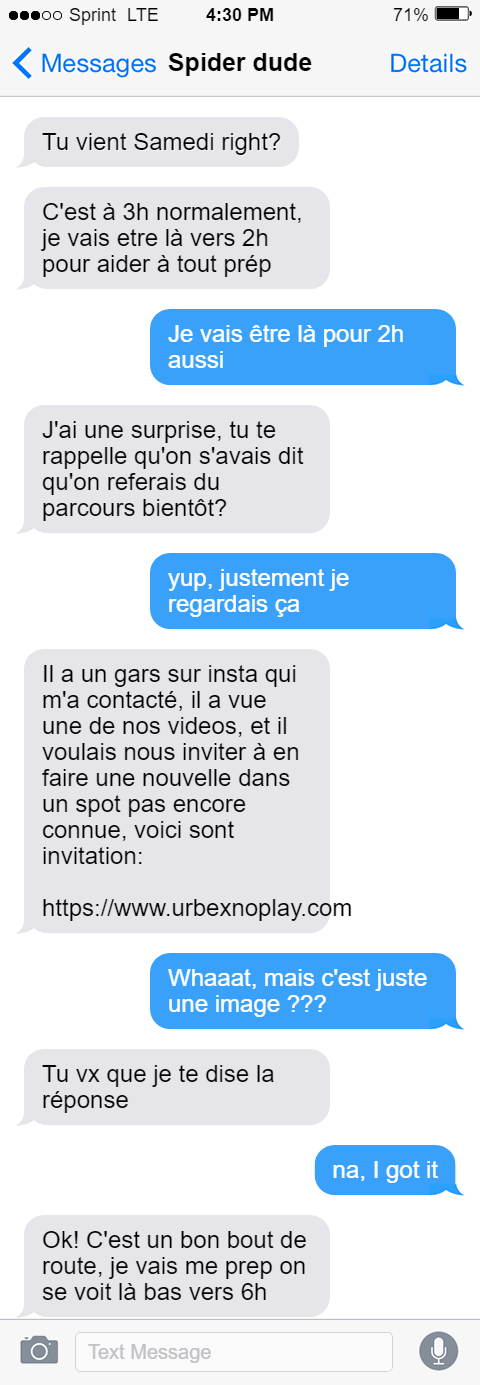 Sprint LTE 4:30 PM 71%
Messages Spider dude Details
Tu vient Samedi right?
C'est à 3h normalement,
je vais etre là vers 2h
pour aider à tout prép
Je vais être là pour 2h
aussi
J'ai une surprise, tu te
rappelle qu'on s'avais dit
qu'on referais du
parcours bientôt?
yup, justement je
regardais ça
Il a un gars sur insta qui
m'a contacté, il a vue
une de nos videos, et il
voulais nous inviter à en
faire une nouvelle dans
un spot pas encore
connue, voici sont
invitation:
https://www.urbexnoplay.com
Whaaat, mais c'est juste
une image ???
Tu vx que je te dise la
réponse
na, I got it
Ok! C'est un bon bout de
route, je vais me prep on
se voit là bas vers 6h
Text Message